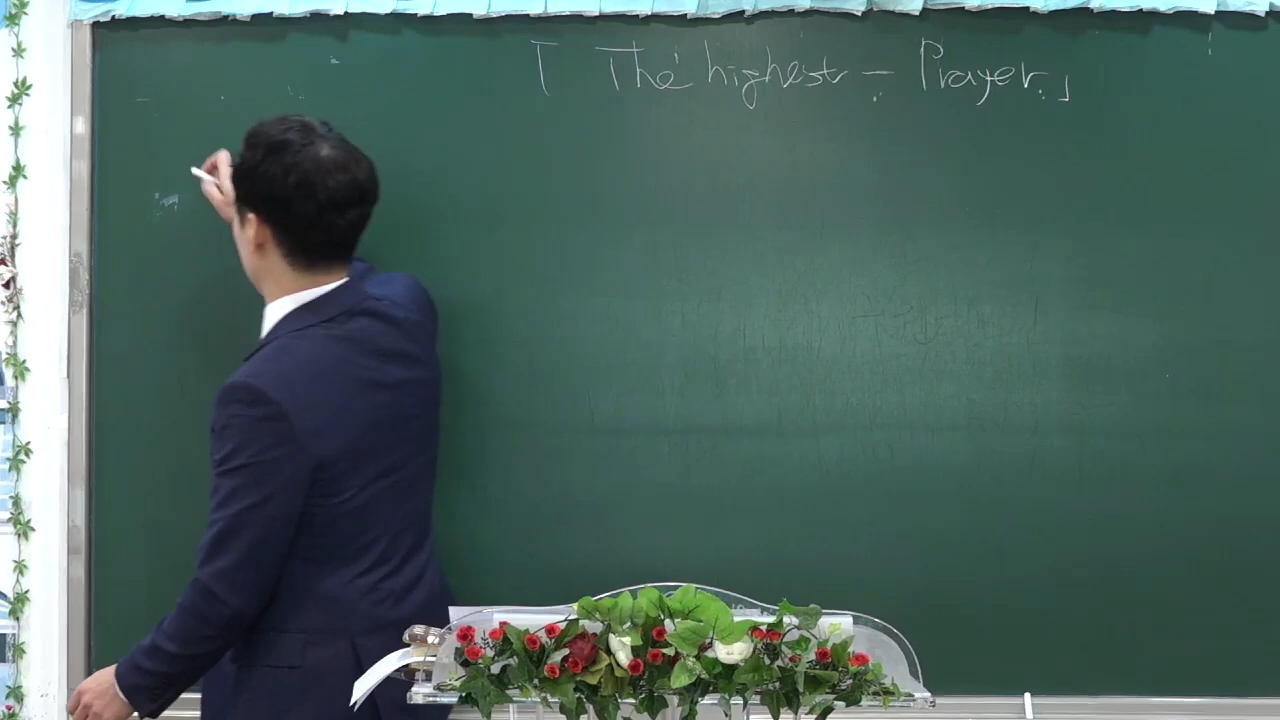 「 The highest - Prayer.」